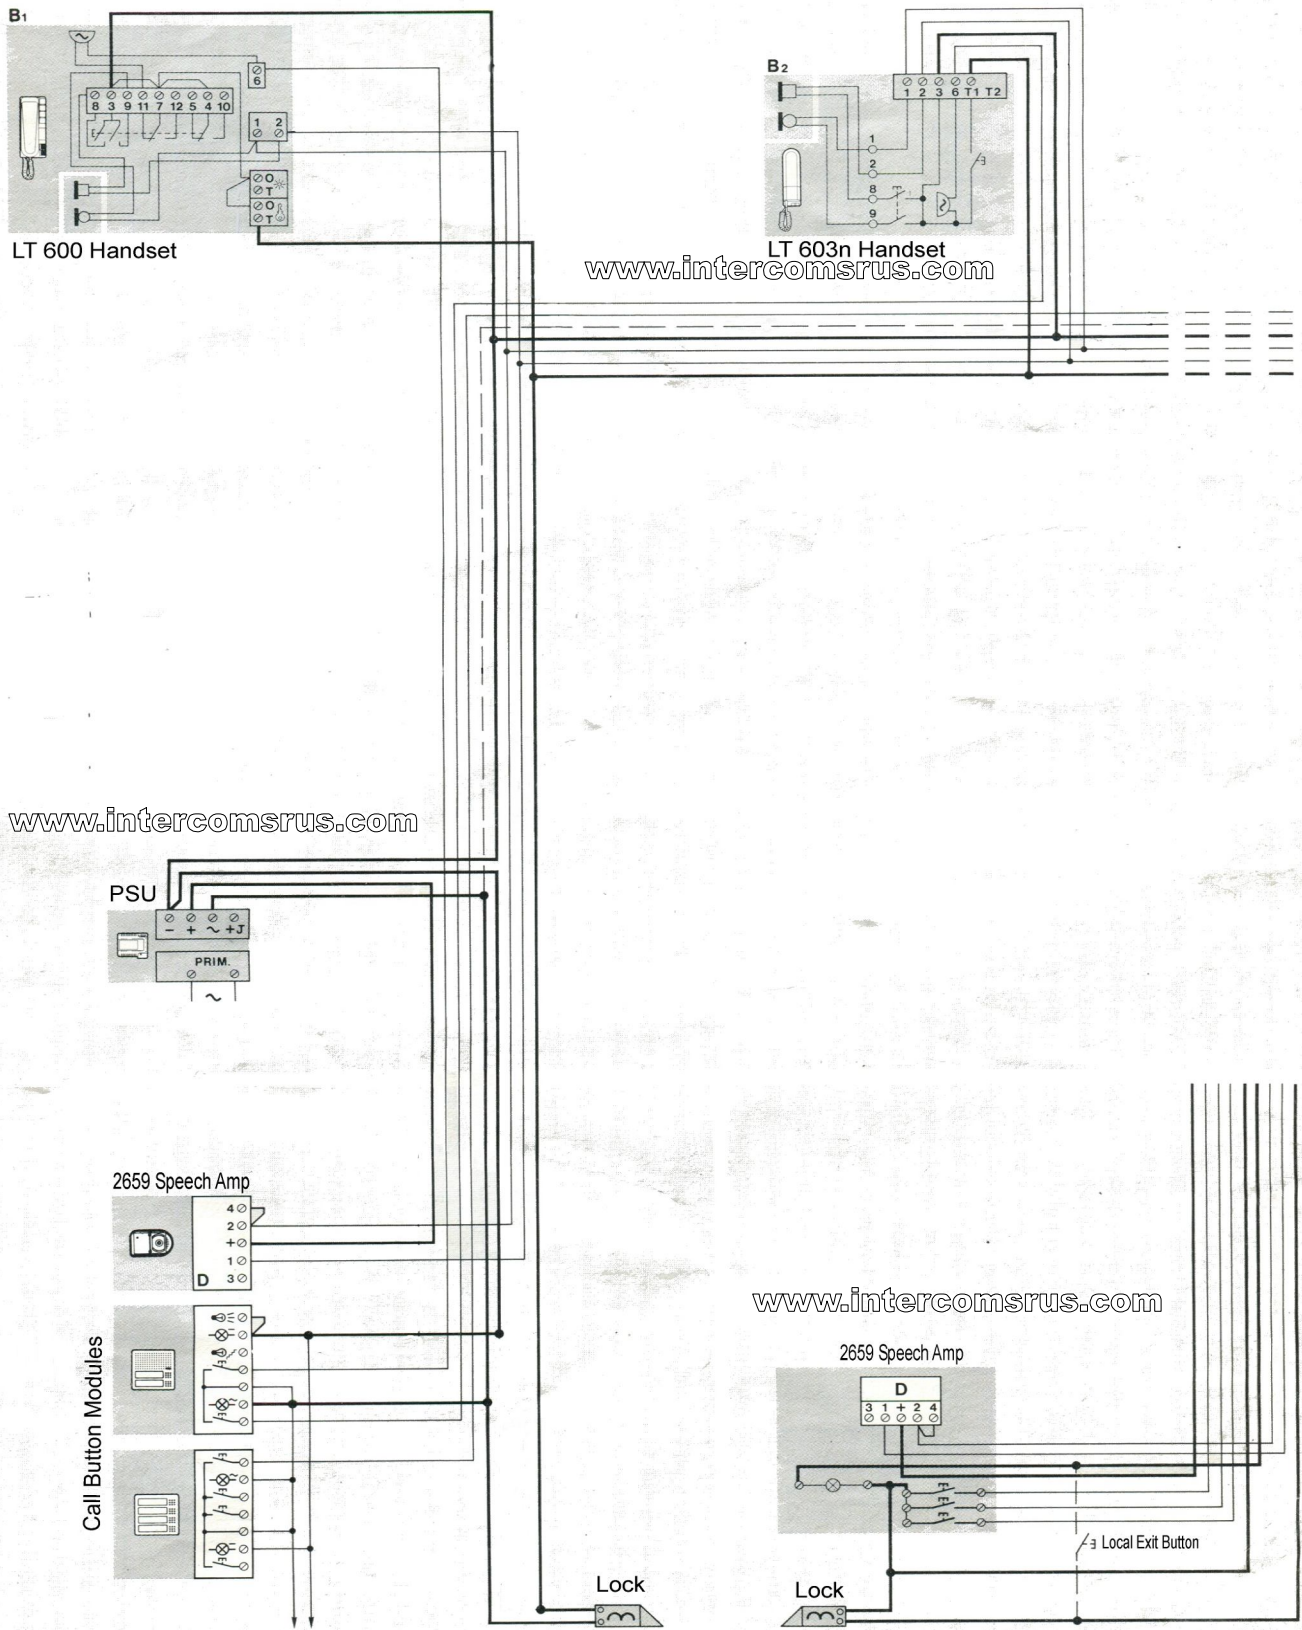 B1
6
8 3 9 11 7 12 5 4 10
1 2
O
T
O
T
LT 600 Handset
B2
1 2 3 6 T1 T2
1
2
8
9
LT 603n Handset
www.intercomsrus.com
www.intercomsrus.com
PSU
- + ~ +J
PRIM.
~
2659 Speech Amp
4
2
+
1
D 3
Call Button Modules
Lock
www.intercomsrus.com
2659 Speech Amp
D
3 1 + 2 4
Local Exit Button
Lock